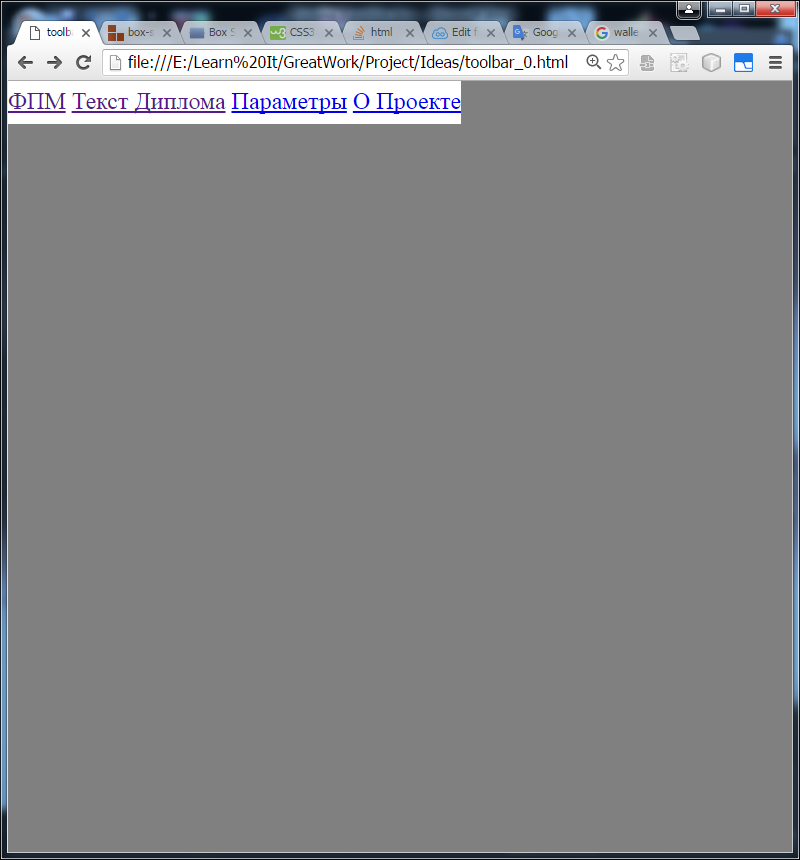 toolb box-s Box S CSS3 html Edit f Goog walle
file:///E:/Learn%20It/GreatWork/Project/Ideas/toolbar_0.html
ФПМ Текст Диплома Параметры О Проекте